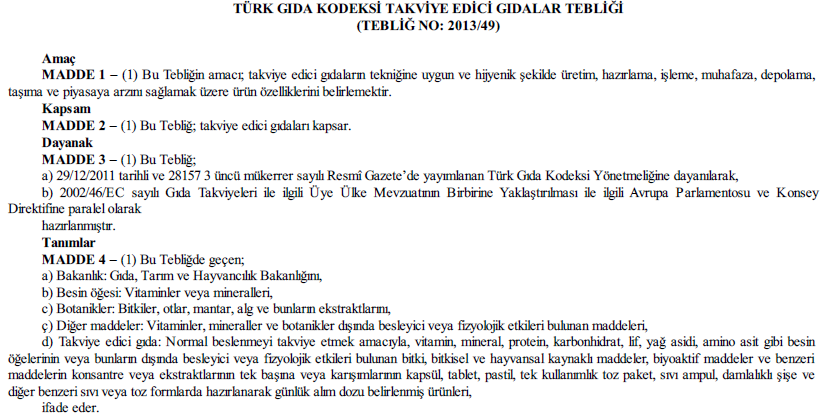 TÜRK GIDA KODEKSİ TAKVİYE EDİCİ GIDALAR TEBLİĞİ
(TEBLİĞ NO: 2013/49)
Amaç
MADDE 1 – (1) Bu Tebliğin amacı; takviye edici gıdaların tekniğine uygun ve hijyenik şekilde üretim, hazırlama, işleme, muhafaza, depolama,
taşıma ve piyasaya arzını sağlamak üzere ürün özelliklerini belirlemektir.
Kapsam
MADDE 2 – (1) Bu Tebliğ; takviye edici gıdaları kapsar.
Dayanak
MADDE 3 – (1) Bu Tebliğ;
a) 29/12/2011 tarihli ve 28157 3 üncü mükerrer sayılı Resmî Gazete’de yayımlanan Türk Gıda Kodeksi Yönetmeliğine dayanılarak,
b) 2002/46/EC sayılı Gıda Takviyeleri ile ilgili Üye Ülke Mevzuatının Birbirine Yaklaştırılması ile ilgili Avrupa Parlamentosu ve Konsey
Direktifine paralel olarak
hazırlanmıştır.
Tanımlar
MADDE 4 – (1) Bu Tebliğde geçen;
a) Bakanlık: Gıda, Tarım ve Hayvancılık Bakanlığını,
b) Besin öğesi: Vitaminler veya mineralleri,
c) Botanikler: Bitkiler, otlar, mantar, alg ve bunların ekstraktlarını,
ç) Diğer maddeler: Vitaminler, mineraller ve botanikler dışında besleyici veya fizyolojik etkileri bulunan maddeleri,
d) Takviye edici gıda: Normal beslenmeyi takviye etmek amacıyla, vitamin, mineral, protein, karbonhidrat, lif, yağ asidi, amino asit gibi besin
öğelerinin veya bunların dışında besleyici veya fizyolojik etkileri bulunan bitki, bitkisel ve hayvansal kaynaklı maddeler, biyoaktif maddeler ve benzeri
maddelerin konsantre veya ekstraktlarının tek başına veya karışımlarının kapsül, tablet, pastil, tek kullanımlık toz paket, sıvı ampul, damlalıklı şişe ve
diğer benzeri sıvı veya toz formlarda hazırlanarak günlük alım dozu belirlenmiş ürünleri,
ifade eder.